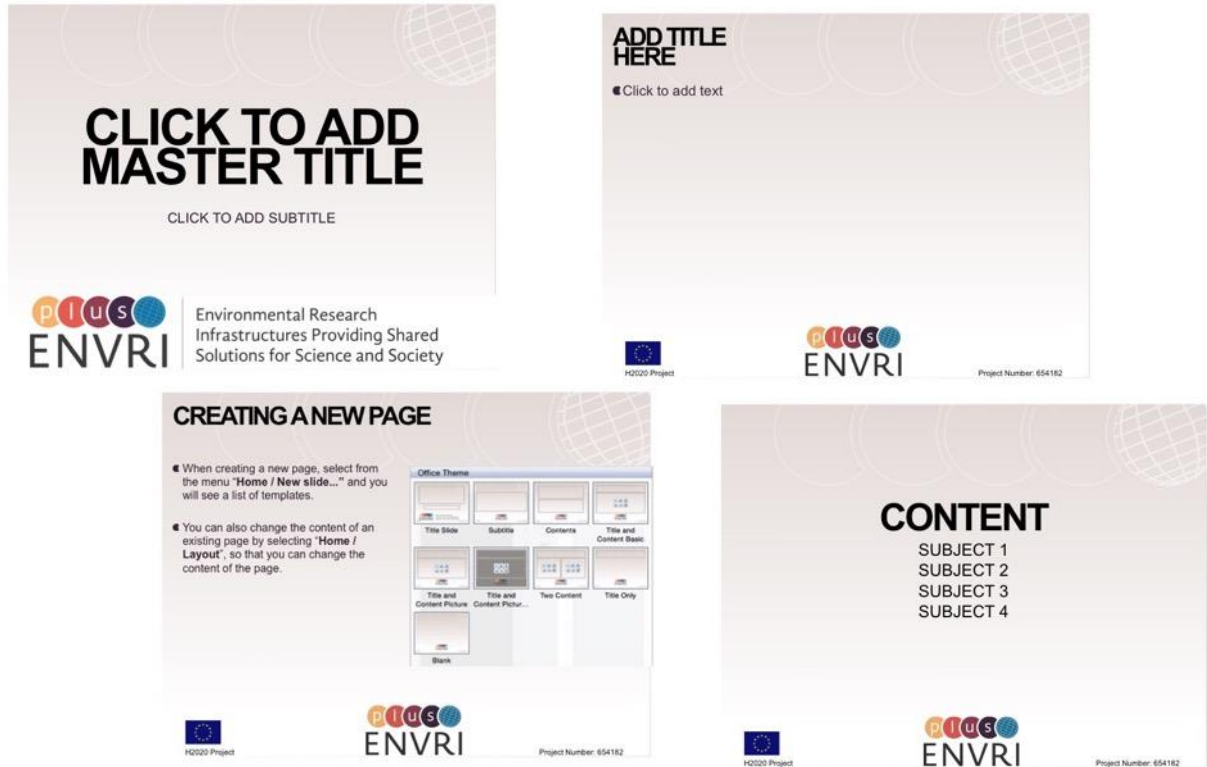 CLICK TO ADD
MASTER TITLE
CLICK TO ADD SUBTITLE
plus
ENVRI
Environmental Research
Infrastructures Providing Shared
Solutions for Science and Society
ADD TITLE
HERE
Click to add text
H2020 Project
plus
ENVRI
Project Number: 654182
CREATING A NEW PAGE
When creating a new page, select from
the menu “Home / New slide...” and you
will see a list of templates.
You can also change the content of an
existing page by selecting “Home /
Layout”, so that you can change the
content of the page.
Office Theme
Title Slide
Subtitle
Contents
Title and
Content Basic
Title and
Content Picture
Title and
Content Pictur...
Two Content
Title Only
Blank
H2020 Project
plus
ENVRI
Project Number: 654182
CONTENT
SUBJECT 1
SUBJECT 2
SUBJECT 3
SUBJECT 4
H2020 Project
plus
ENVRI
Project Number: 654182